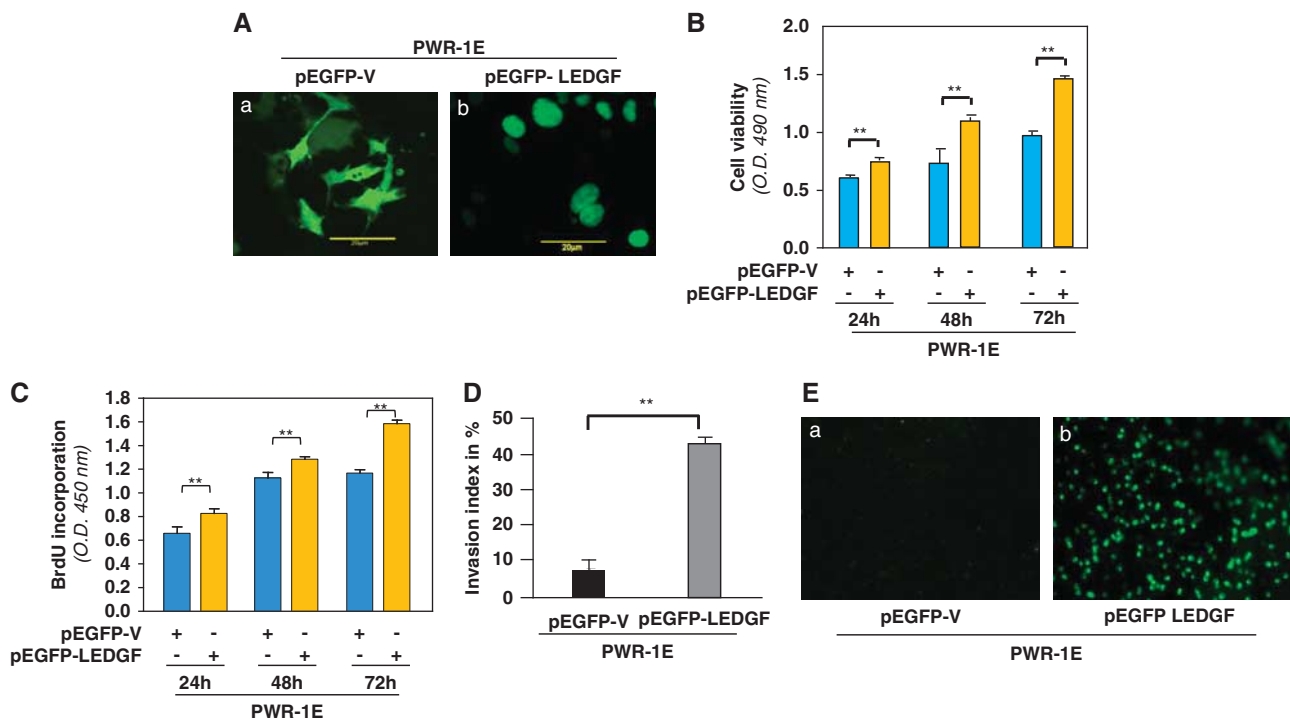 A
PWR-1E
pEGFP-V
pEGFP- LEDGF
a
20µm
b
20µm
B
Cell viability
(O.D. 490 nm)
2.0
1.5
1.0
0.5
0.0
**
**
**
pEGFP-V + - + - + -
pEGFP-LEDGF - + - + - +
24h 48h 72h
PWR-1E
C
BrdU incorporation
(O.D. 450 nm)
1.8
1.6
1.4
1.2
1.0
0.8
0.6
0.4
0.2
0.0
**
**
**
pEGFP-V + - + - + -
pEGFP-LEDGF - + - + - +
24h 48h 72h
PWR-1E
D
Invasion index in %
50
40
30
20
10
0
**
pEGFP-V pEGFP-LEDGF
PWR-1E
E
a
b
pEGFP-V
pEGFP LEDGF
PWR-1E